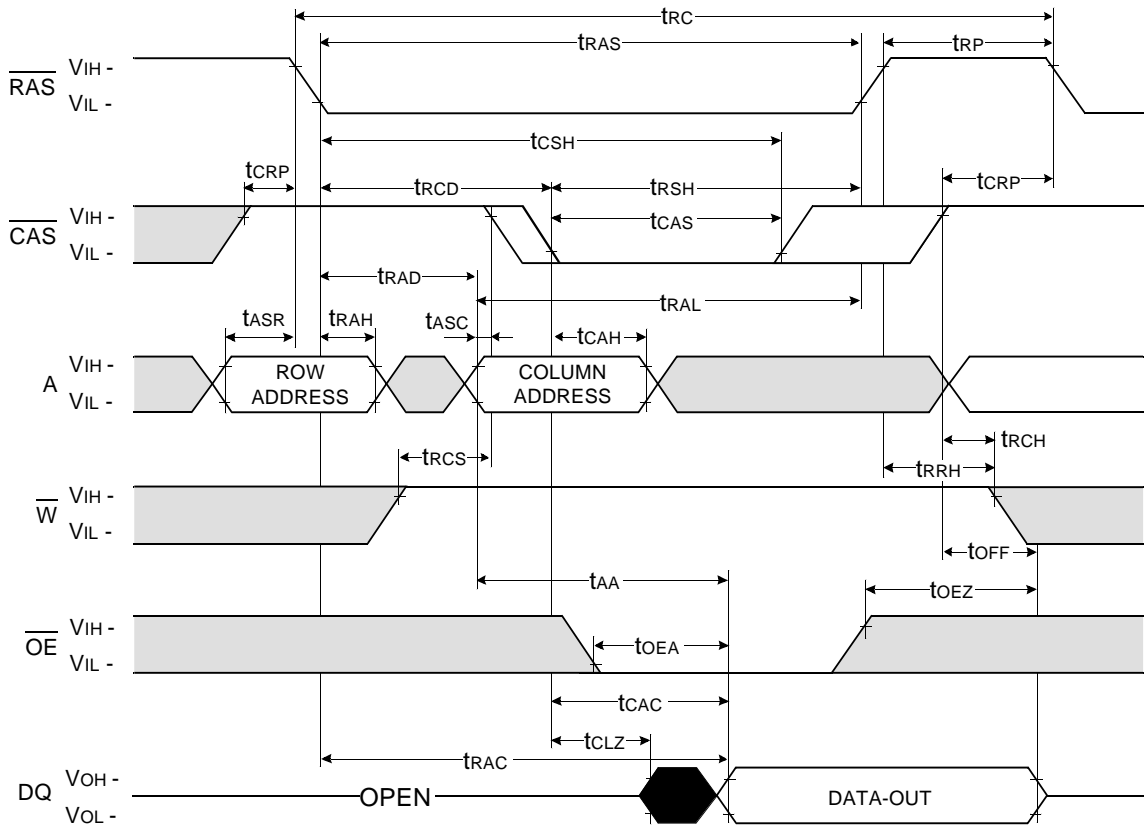 tRC
tRAS
tRP
RAS
VIH -
VIL -
tCSH
tCRP
tRCD
tRSH
tCRP
CAS
VIH -
VIL -
tCAS
tRAD
tRAL
tASR
tRAH
tASC
tCAH
A
VIH -
VIL -
ROW
ADDRESS
COLUMN
ADDRESS
tRCH
tRCS
tRRH
W
VIH -
VIL -
tOFF
tAA
tOEZ
OE
VIH -
VIL -
tOEA
tCAC
tCLZ
tRAC
DQ
VOH -
VOL -
OPEN
DATA-OUT